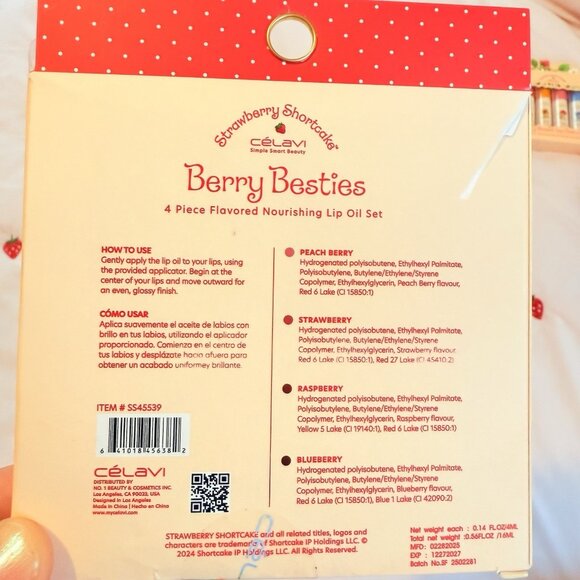 Strawberry Shortcake™
CÉLAVI
Simple Smart Beauty
Berry Besties
4 Piece Flavored Nourishing Lip Oil Set
HOW TO USE
Gently apply the lip oil to your lips, using
the provided applicator. Begin at the
center of your lips and move outward for
an even, glossy finish.
CÓMO USAR
Aplica suavemente el aceite de labios con
brillo en tus labios, utilizando el aplicador
proporcionado. Comienza en el centro de
tus labios y desplázate hacia afuera para
obtener un acabado uniformey brillante.
PEACH BERRY
Hydrogenated polyisobutene, Ethylhexyl Palmitate,
Polyisobutylene, Butylene/Ethylene/Styrene
Copolymer, Ethylhexylglycerin, Peach Berry flavour,
Red 6 Lake (CI 15850:1)
STRAWBERRY
Hydrogenated polyisobutene, Ethylhexyl Palmitate,
Polyisobutylene, Butylene/Ethylene/Styrene
Copolymer, Ethylhexylglycerin, Strawberry flavour,
Red 6 Lake (CI 15850:1), Red 27 Lake (CI 45410:2)
RASPBERRY
Hydrogenated polyisobutene, Ethylhexyl Palmitate,
Polyisobutylene, Butylene/Ethylene/Styrene
Copolymer, Ethylhexylglycerin, Raspberry flavour,
Yellow 5 Lake (CI 19140:1), Red 6 Lake (CI 15850:1)
BLUEBERRY
Hydrogenated polyisobutene, Ethylhexyl Palmitate,
Polyisobutylene, Butylene/Ethylene/Styrene
Copolymer, Ethylhexylglycerin, Blueberry flavour,
Red 6 Lake (CI 15850:1), Blue 1 Lake (CI 42090:2)
ITEM # SS45539
6 41018 45638 2
CÉLAVI
DISTRIBUTED BY
NO. 1 BEAUTY & COSMETICS INC.
Los Angeles, CA 90023, USA
Designed in Los Angeles
Made in China | Hecho en China
www.mycelavi.com
STRAWBERRY SHORTCAKE and all related titles, logos and
characters are trademarks of Shortcake IP Holdings LLC. ©
2024 Shortcake IP Holdings LLC. All Rights Reserved.
Net weight each : 0.14 FL.OZ/4ML
Total net weight :0.56FL.OZ /16ML
MFD : 02282025
EXP : 12272027
Batch No.SF 2502281